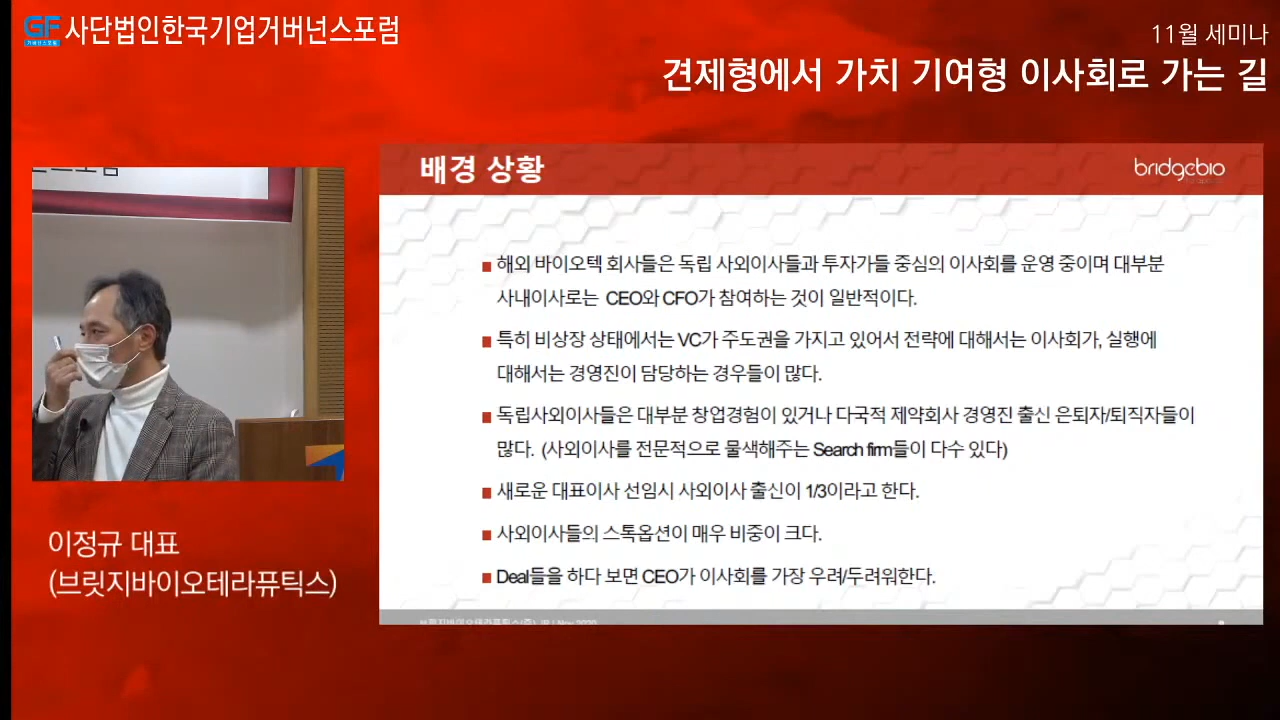 GF 사단법인한국기업거버넌스포럼
거버넌스포럼
11월 세미나
견제형에서 가치 기여형 이사회로 가는 길
배경 상황
bridgebio
■ 해외 바이오텍 회사들은 독립 사외이사들과 투자가들 중심의 이사회를 운영 중이며 대부분
사내이사로는 CEO와 CFO가 참여하는 것이 일반적이다.
■ 특히 비상장 상태에서는 VC가 주도권을 가지고 있어서 전략에 대해서는 이사회가, 실행에
대해서는 경영진이 담당하는 경우들이 많다.
■ 독립사외이사들은 대부분 창업경험이 있거나 다국적 제약회사 경영진 출신 은퇴자/퇴직자들이
많다. (사외이사를 전문적으로 물색해주는 Search firm들이 다수 있다)
■ 새로운 대표이사 선임시 사외이사 출신이 1/3이라고 한다.
■ 사외이사들의 스톡옵션이 매우 비중이 크다.
■ Deal들을 하다 보면 CEO가 이사회를 가장 우려/두려워한다.
이정규 대표
(브릿지바이오테라퓨틱스)